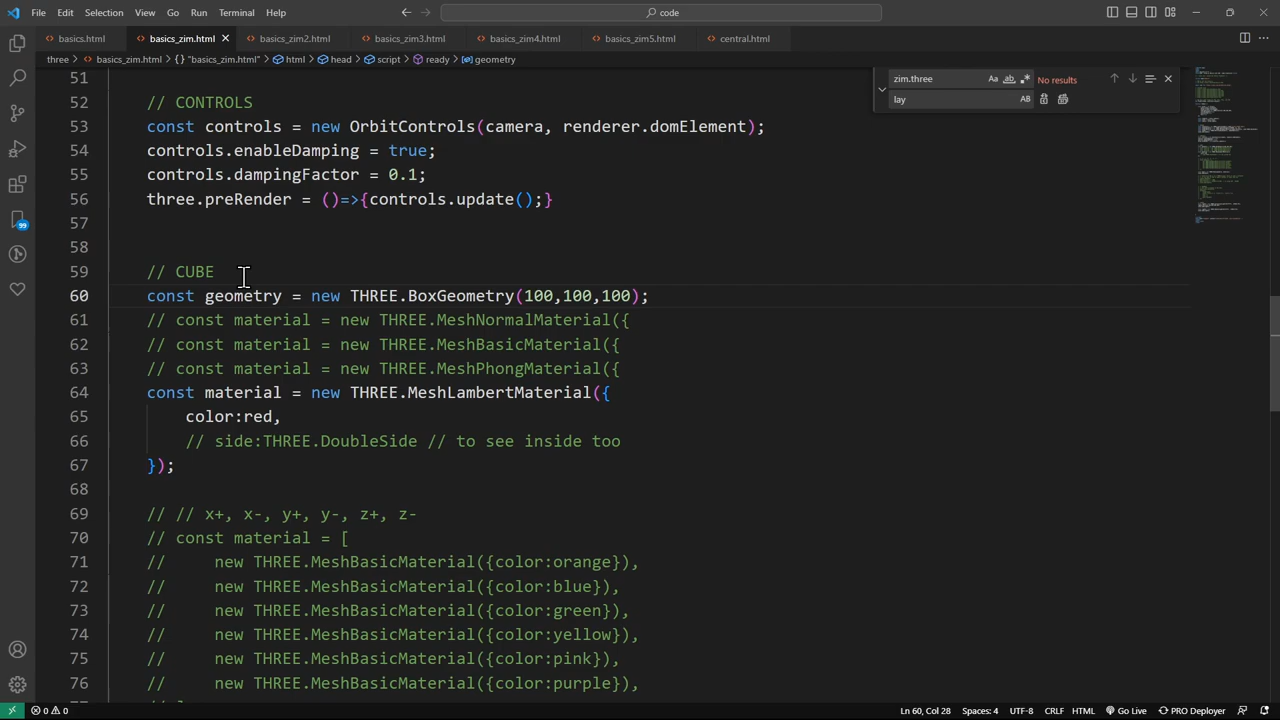 File Edit Selection View Go Run Terminal Help
code
basics.html basics_zim.html basics_zim2.html basics_zim3.html basics_zim4.html basics_zim5.html central.html
three > basics_zim.html > {} "basics_zim.html" > html > head > script > ready > geometry
zim.three Aa ab .* No results
lay AB
51
52 // CONTROLS
53 const controls = new OrbitControls(camera, renderer.domElement);
54 controls.enableDamping = true;
55 controls.dampingFactor = 0.1;
56 three.preRender = ()=>{controls.update();}
57
58
59 // CUBE
60 const geometry = new THREE.BoxGeometry(100,100,100);
61 // const material = new THREE.MeshNormalMaterial({
62 // const material = new THREE.MeshBasicMaterial({
63 // const material = new THREE.MeshPhongMaterial({
64 const material = new THREE.MeshLambertMaterial({
65 color:red,
66 // side:THREE.DoubleSide // to see inside too
67 });
68
69 // // x+, x-, y+, y-, z+, z-
70 // const material = [
71 // new THREE.MeshBasicMaterial({color:orange}),
72 // new THREE.MeshBasicMaterial({color:blue}),
73 // new THREE.MeshBasicMaterial({color:green}),
74 // new THREE.MeshBasicMaterial({color:yellow}),
75 // new THREE.MeshBasicMaterial({color:pink}),
76 // new THREE.MeshBasicMaterial({color:purple}),
99
0 0 Ln 60, Col 28 Spaces: 4 UTF-8 CRLF HTML Go Live PRO Deployer